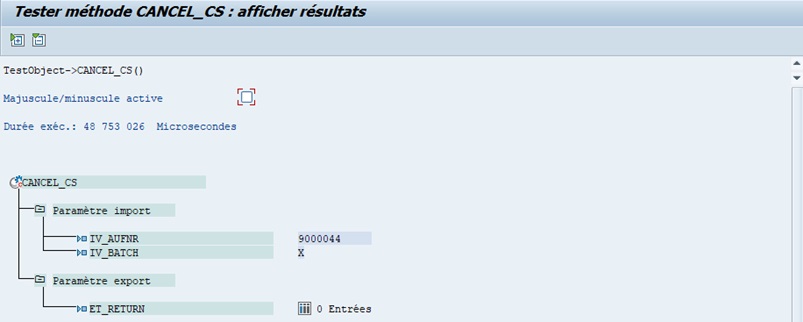 Tester méthode CANCEL_CS : afficher résultats
TestObject->CANCEL_CS()
Majuscule/minuscule active
Durée exéc.: 48 753 026 Microsecondes
CANCEL_CS
Paramètre import
IV_AUFNR 9000044
IV_BATCH X
Paramètre export
ET_RETURN 0 Entrées